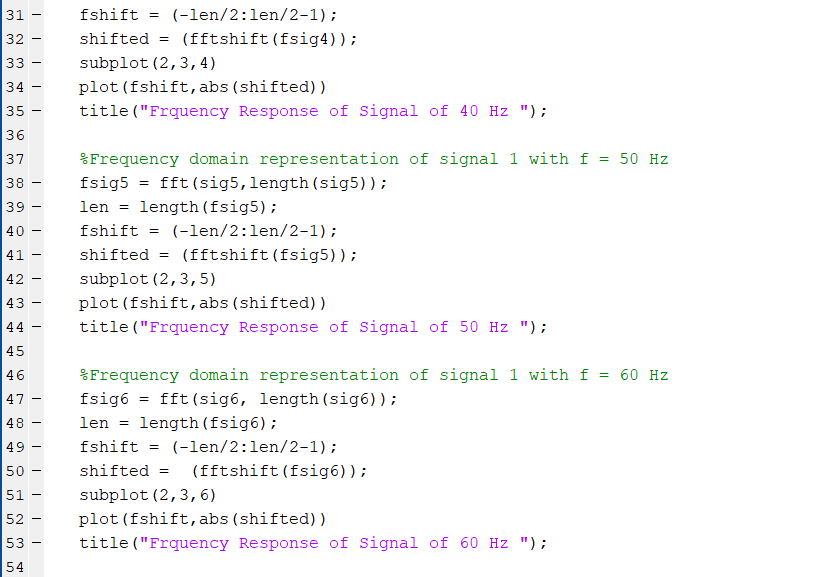 31 – fshift = (-len/2:len/2-1);
32 – shifted = (fftshift(fsig4));
33 – subplot(2,3,4)
34 – plot(fshift,abs(shifted))
35 – title("Frquency Response of Signal of 40 Hz ");
36
37 %Frequency domain representation of signal 1 with f = 50 Hz
38 – fsig5 = fft(sig5,length(sig5));
39 – len = length(fsig5);
40 – fshift = (-len/2:len/2-1);
41 – shifted = (fftshift(fsig5));
42 – subplot(2,3,5)
43 – plot(fshift,abs(shifted))
44 – title("Frquency Response of Signal of 50 Hz ");
45
46 %Frequency domain representation of signal 1 with f = 60 Hz
47 – fsig6 = fft(sig6, length(sig6));
48 – len = length(fsig6);
49 – fshift = (-len/2:len/2-1);
50 – shifted =  (fftshift(fsig6));
51 – subplot(2,3,6)
52 – plot(fshift,abs(shifted))
53 – title("Frquency Response of Signal of 60 Hz ");
54